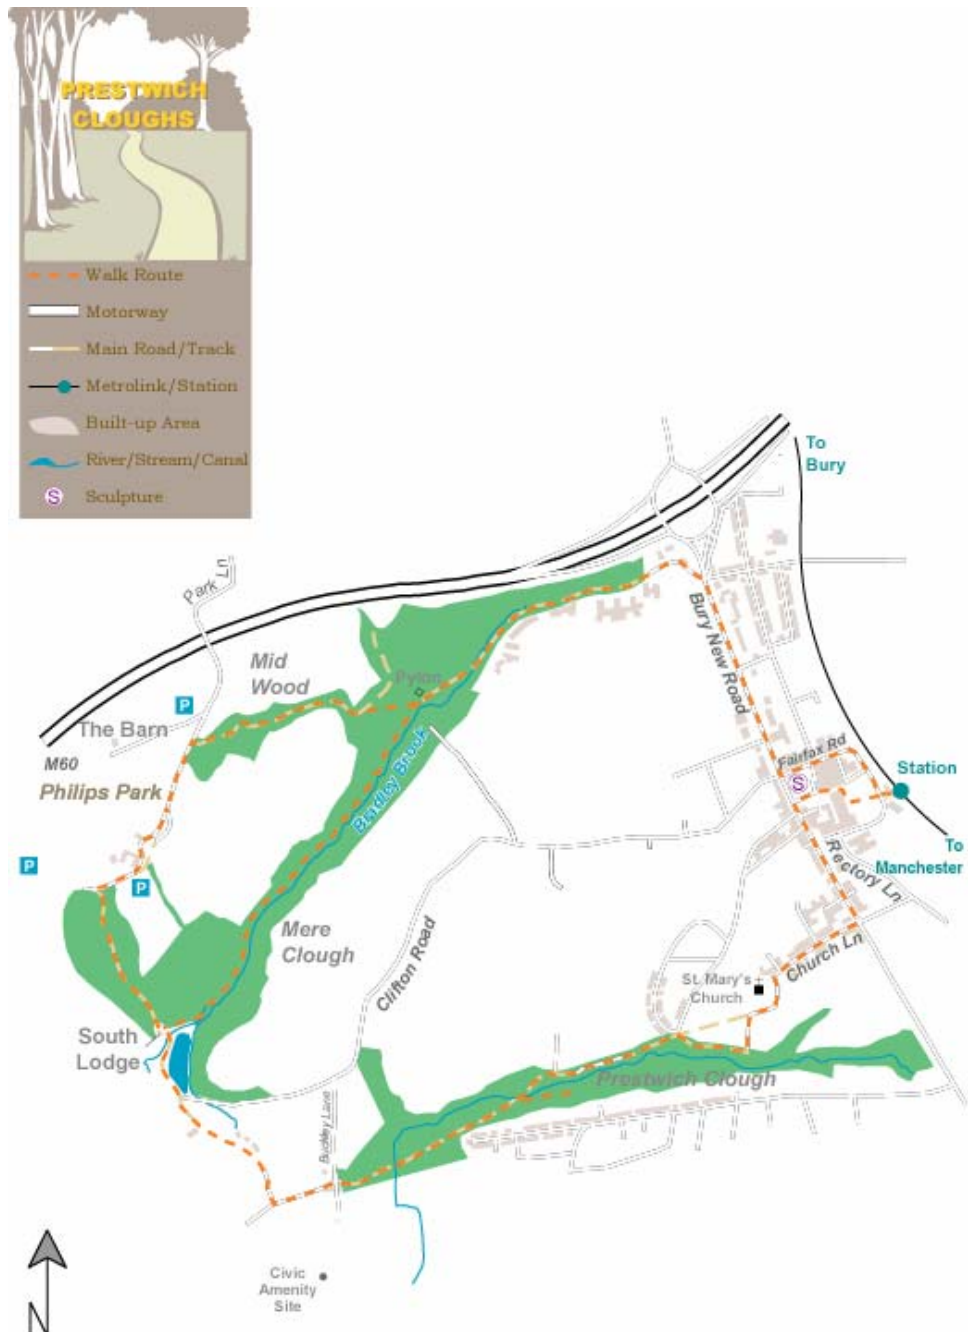 PRESTWICH
CLOUGHS
Walk Route
Motorway
Main Road/Track
Metrolink/Station
Built-up Area
River/Stream/Canal
S
Sculpture
To
Bury
Park Ln
Bury New Road
Mid
Wood
Pylon
P
The Barn
M60
Philips Park
Bradley Brook
Fairfax Rd
S
Station
To
Manchester
P
P
Rectory Ln
Mere
Clough
Clifton Road
Church Ln
St. Mary's
Church
South
Lodge
Prestwich Clough
Buckley Lane
Civic
Amenity
Site
N